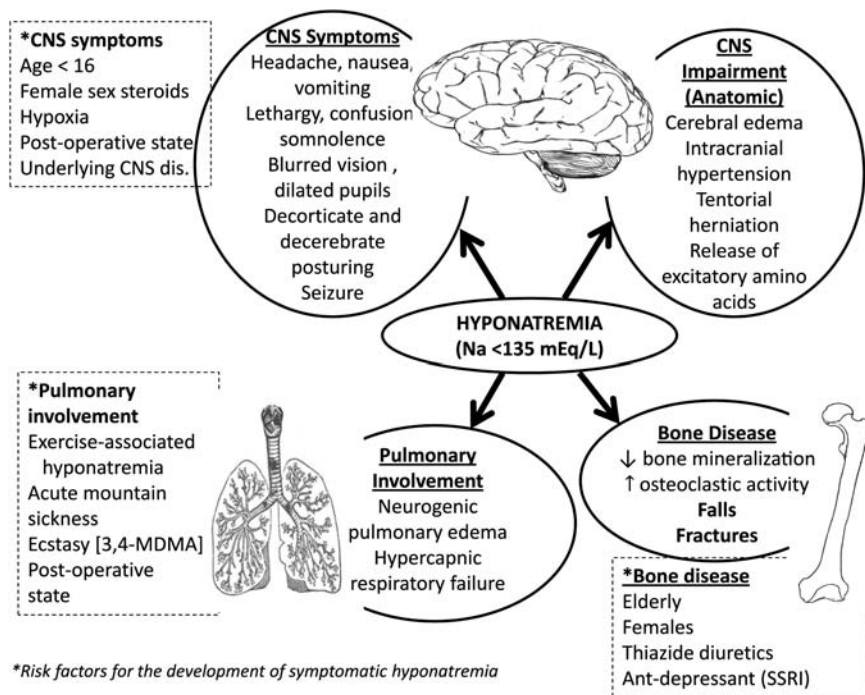 *CNS symptoms
Age < 16
Female sex steroids
Hypoxia
Post-operative state
Underlying CNS dis.
CNS Symptoms
Headache, nausea,
vomiting
Lethargy, confusion
somnolence
Blurred vision ,
dilated pupils
Decorticate and
decerebrate
posturing
Seizure
CNS
Impairment
(Anatomic)
Cerebral edema
Intracranial
hypertension
Tentorial
herniation
Release of
excitatory amino
acids
HYPONATREMIA
(Na <135 mEq/L)
*Pulmonary
involvement
Exercise-associated
hyponatremia
Acute mountain
sickness
Ecstasy [3,4-MDMA]
Post-operative
state
Pulmonary
Involvement
Neurogenic
pulmonary edema
Hypercapnic
respiratory failure
Bone Disease
↓ bone mineralization
↑ osteoclastic activity
Falls
Fractures
*Bone disease
Elderly
Females
Thiazide diuretics
Ant-depressant (SSRI)
*Risk factors for the development of symptomatic hyponatremia